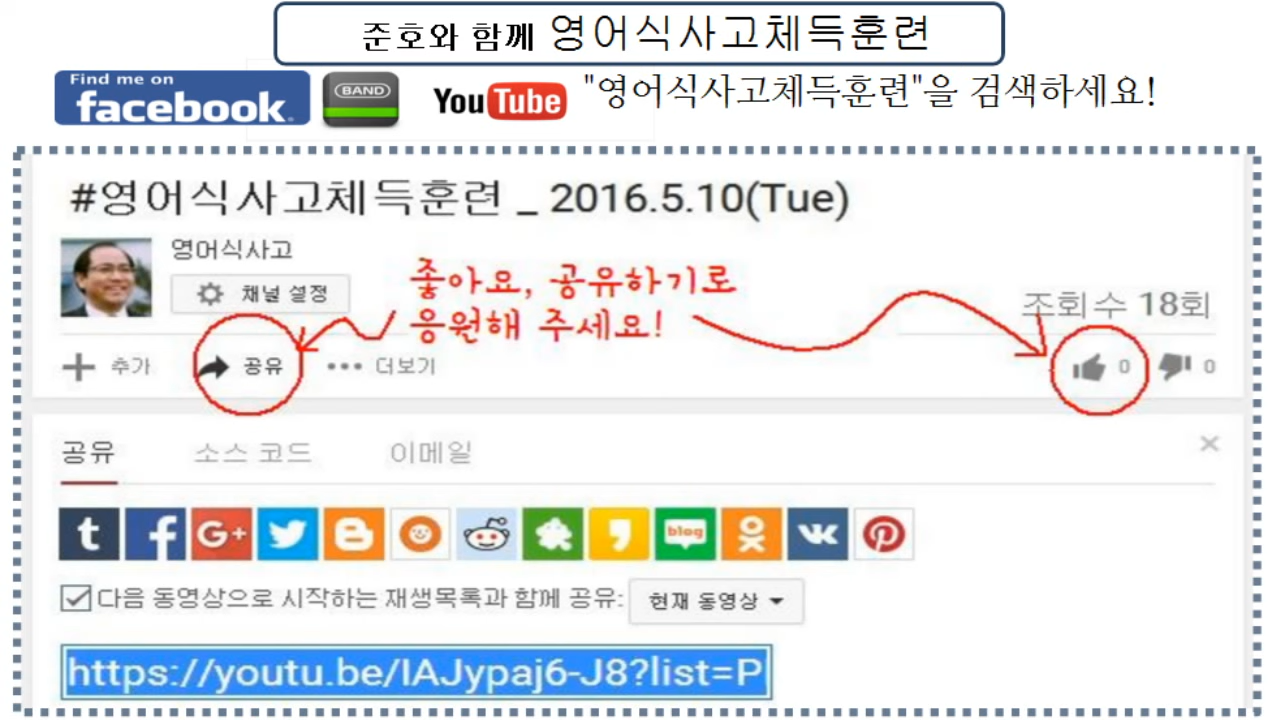 준호와 함께 영어식사고체득훈련
Find me on
facebook.
BAND
YouTube
"영어식사고체득훈련"을 검색하세요!
#영어식사고체득훈련 _ 2016.5.10(Tue)
영어식사고
채널 설정
좋아요, 공유하기로
응원해 주세요!
조회수 18회
추가 공유 더보기 0 0
공유 소스 코드 이메일 ×
t f G+ B blog VK
다음 동영상으로 시작하는 재생목록과 함께 공유: 현재 동영상
https://youtu.be/IAJypaj6-J8?list=P